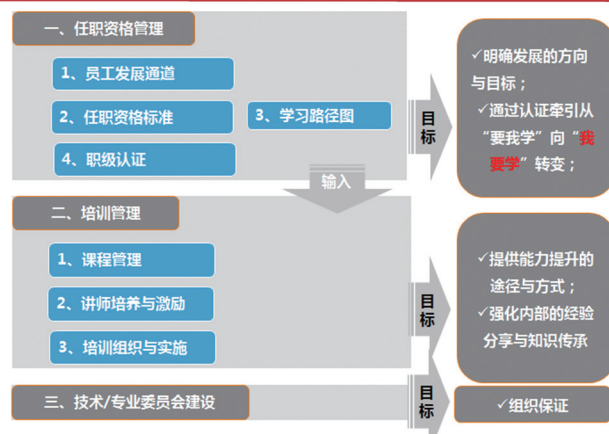 一、任职资格管理
1、员工发展通道
2、任职资格标准
3、学习路径图
4、职级认证
目
标
✓明确发展的方向
与目标；
✓通过认证牵引从
“要我学”向“我
要学”转变；
输入
二、培训管理
1、课程管理
2、讲师培养与激励
3、培训组织与实施
目
标
✓提供能力提升的
途径与方式；
✓强化内部的经验
分享与知识传承
三、技术/专业委员会建设
目
标
✓组织保证